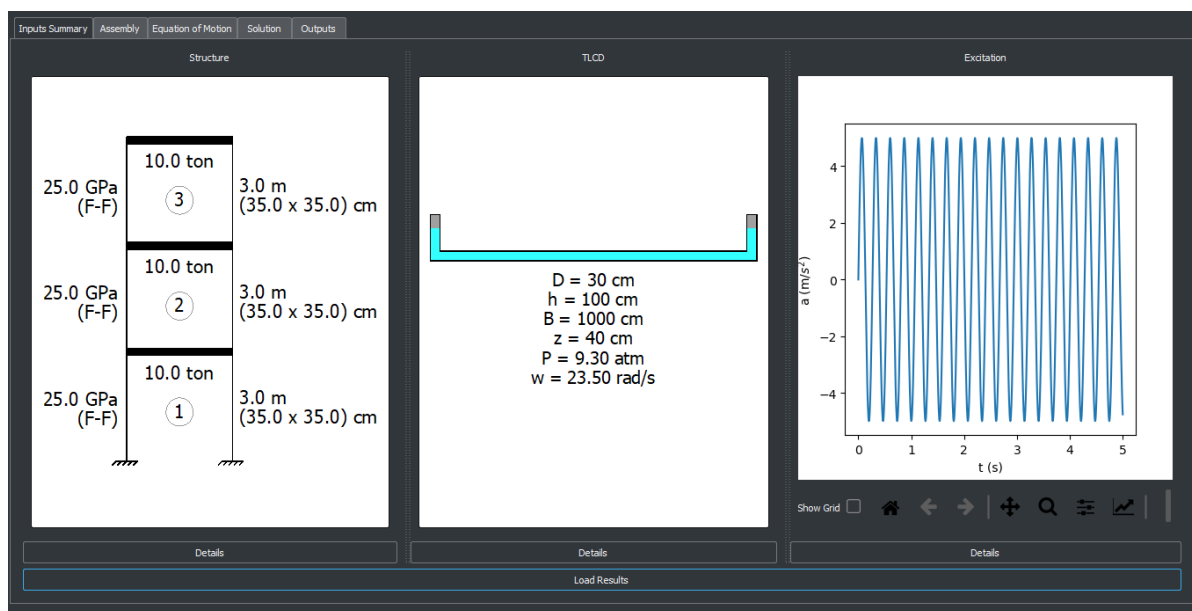 Inputs Summary
Assembly
Equation of Motion
Solution
Outputs
Structure
10.0 ton
25.0 GPa
(F-F)
3
3.0 m
(35.0 x 35.0) cm
10.0 ton
25.0 GPa
(F-F)
2
3.0 m
(35.0 x 35.0) cm
10.0 ton
25.0 GPa
(F-F)
1
3.0 m
(35.0 x 35.0) cm
Details
TLCD
D = 30 cm
h = 100 cm
B = 1000 cm
z = 40 cm
P = 9.30 atm
w = 23.50 rad/s
Details
Excitation
a (m/s²)
4
2
0
−2
−4
0 1 2 3 4 5
t (s)
Show Grid
Details
Load Results